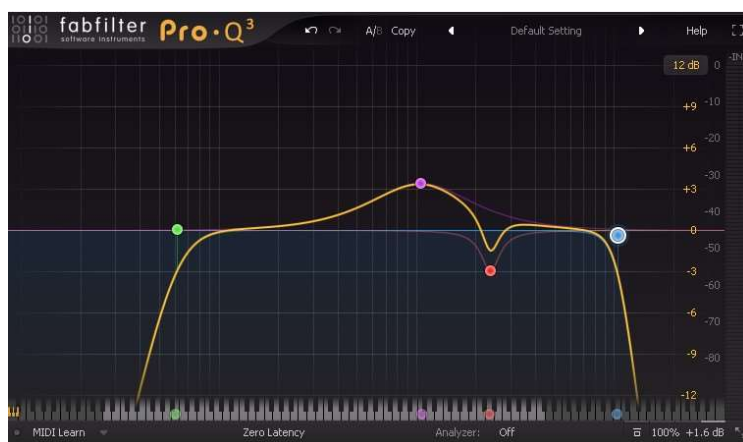 fabfilter
software instruments
Pro·Q³
A/B Copy
Default Setting
Help
-INF
12 dB 0
+9 -10
+6 -20
+3 -30
0 -40
-50
-3 -60
-6 -70
-9 -80
-12
MIDI Learn
Zero Latency
Analyzer: Off
100% +1.6 dB